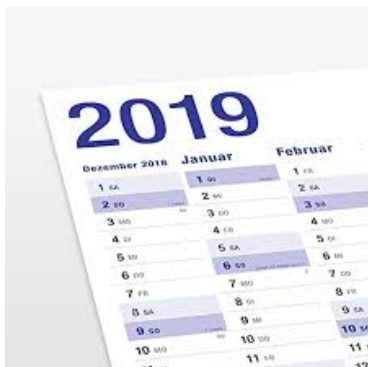 2019
Dezember 2018 Januar Februar
1 SA 1 DI 1 FR
2 SO 2 MI 2 SA
3 MO 3 DO 3 SO
4 DI 4 FR 4 MO
5 MI 5 SA 5 DI
6 DO 6 SO 6 MI
7 FR 7 MO 7 DO
8 SA 8 DI 8 FR
9 SO 9 MI 9 SA
10 MO 10 DO 10 SO
11 FR 11
12